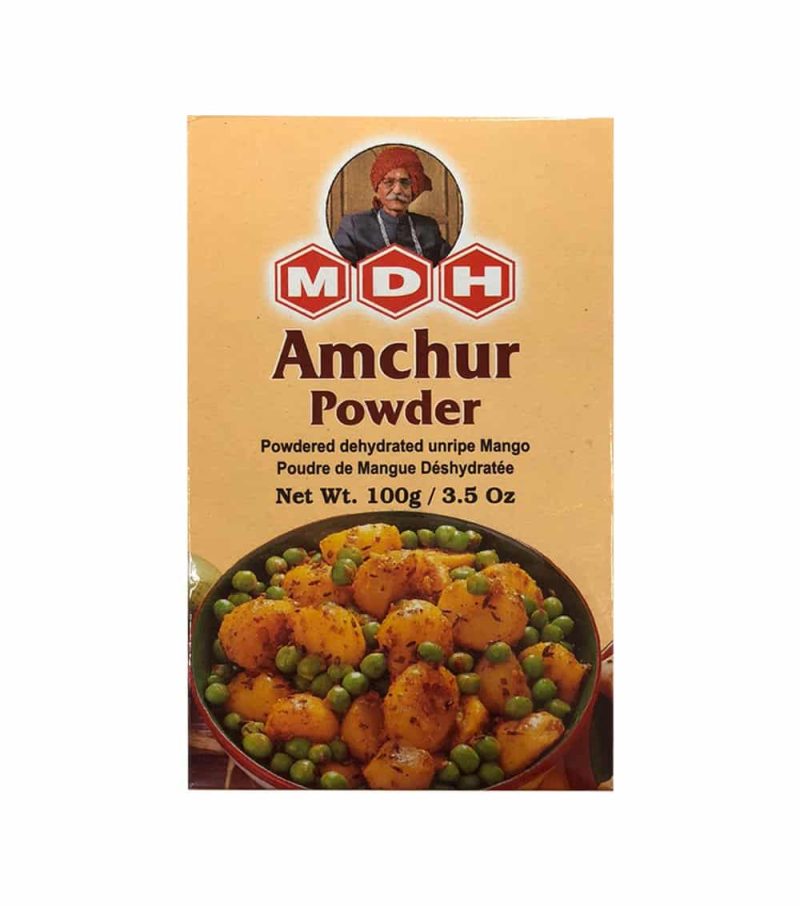 MDH
Amchur
Powder
Powdered dehydrated unripe Mango
Poudre de Mangue Déshydratée
Net Wt. 100g / 3.5 Oz